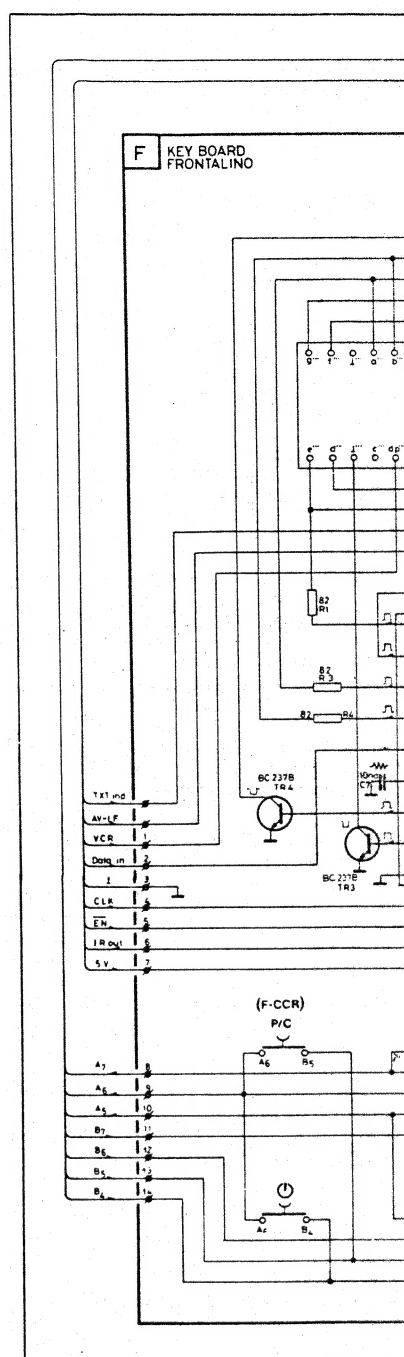 F
KEY BOARD
FRONTALINO
g f a b
e d c dp
82
R1
82
R3
82 R4
BC 237B
TR4
C7
BC 237B
TR3
TXT ind
AV-LF
VCR 1
Data in 2
I 3
CLK 4
EN 5
IR out 6
5V 7
(F-CCR)
P/C
A6 B5
A7 8
A6 9
A5 10
B7 11
B6 12
B5 13
B4 14
B4